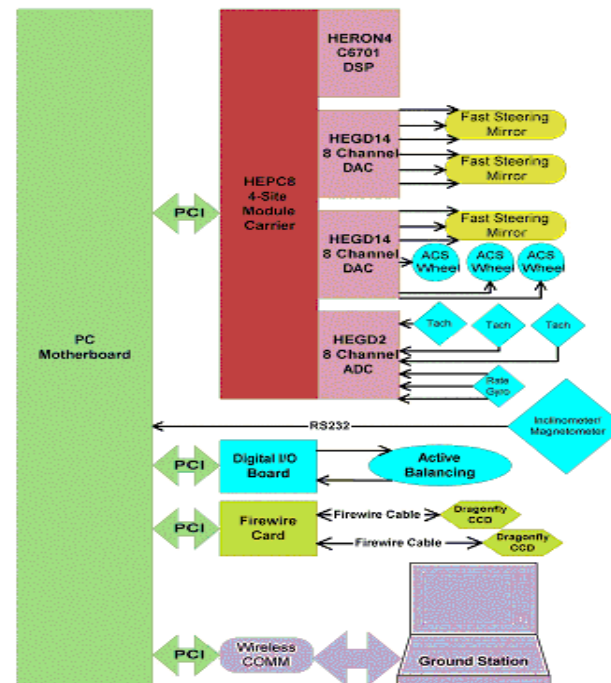 HERON4
C6701
DSP
HEGD14
8 Channel
DAC
Fast Steering
Mirror
Fast Steering
Mirror
PCI
HEPC8
4-Site
Module
Carrier
HEGD14
8 Channel
DAC
Fast Steering
Mirror
ACS
Wheel
ACS
Wheel
ACS
Wheel
PC
Motherboard
HEGD2
8 Channel
ADC
Tach
Tach
Tach
Rate
Gyro
RS232
Inclinometer/
Magnetometer
PCI
Digital I/O
Board
Active
Balancing
PCI
Firewire
Card
Firewire Cable
Dragonfly
CCD
Firewire Cable
Dragonfly
CCD
PCI
Wireless
COMM
Ground Station